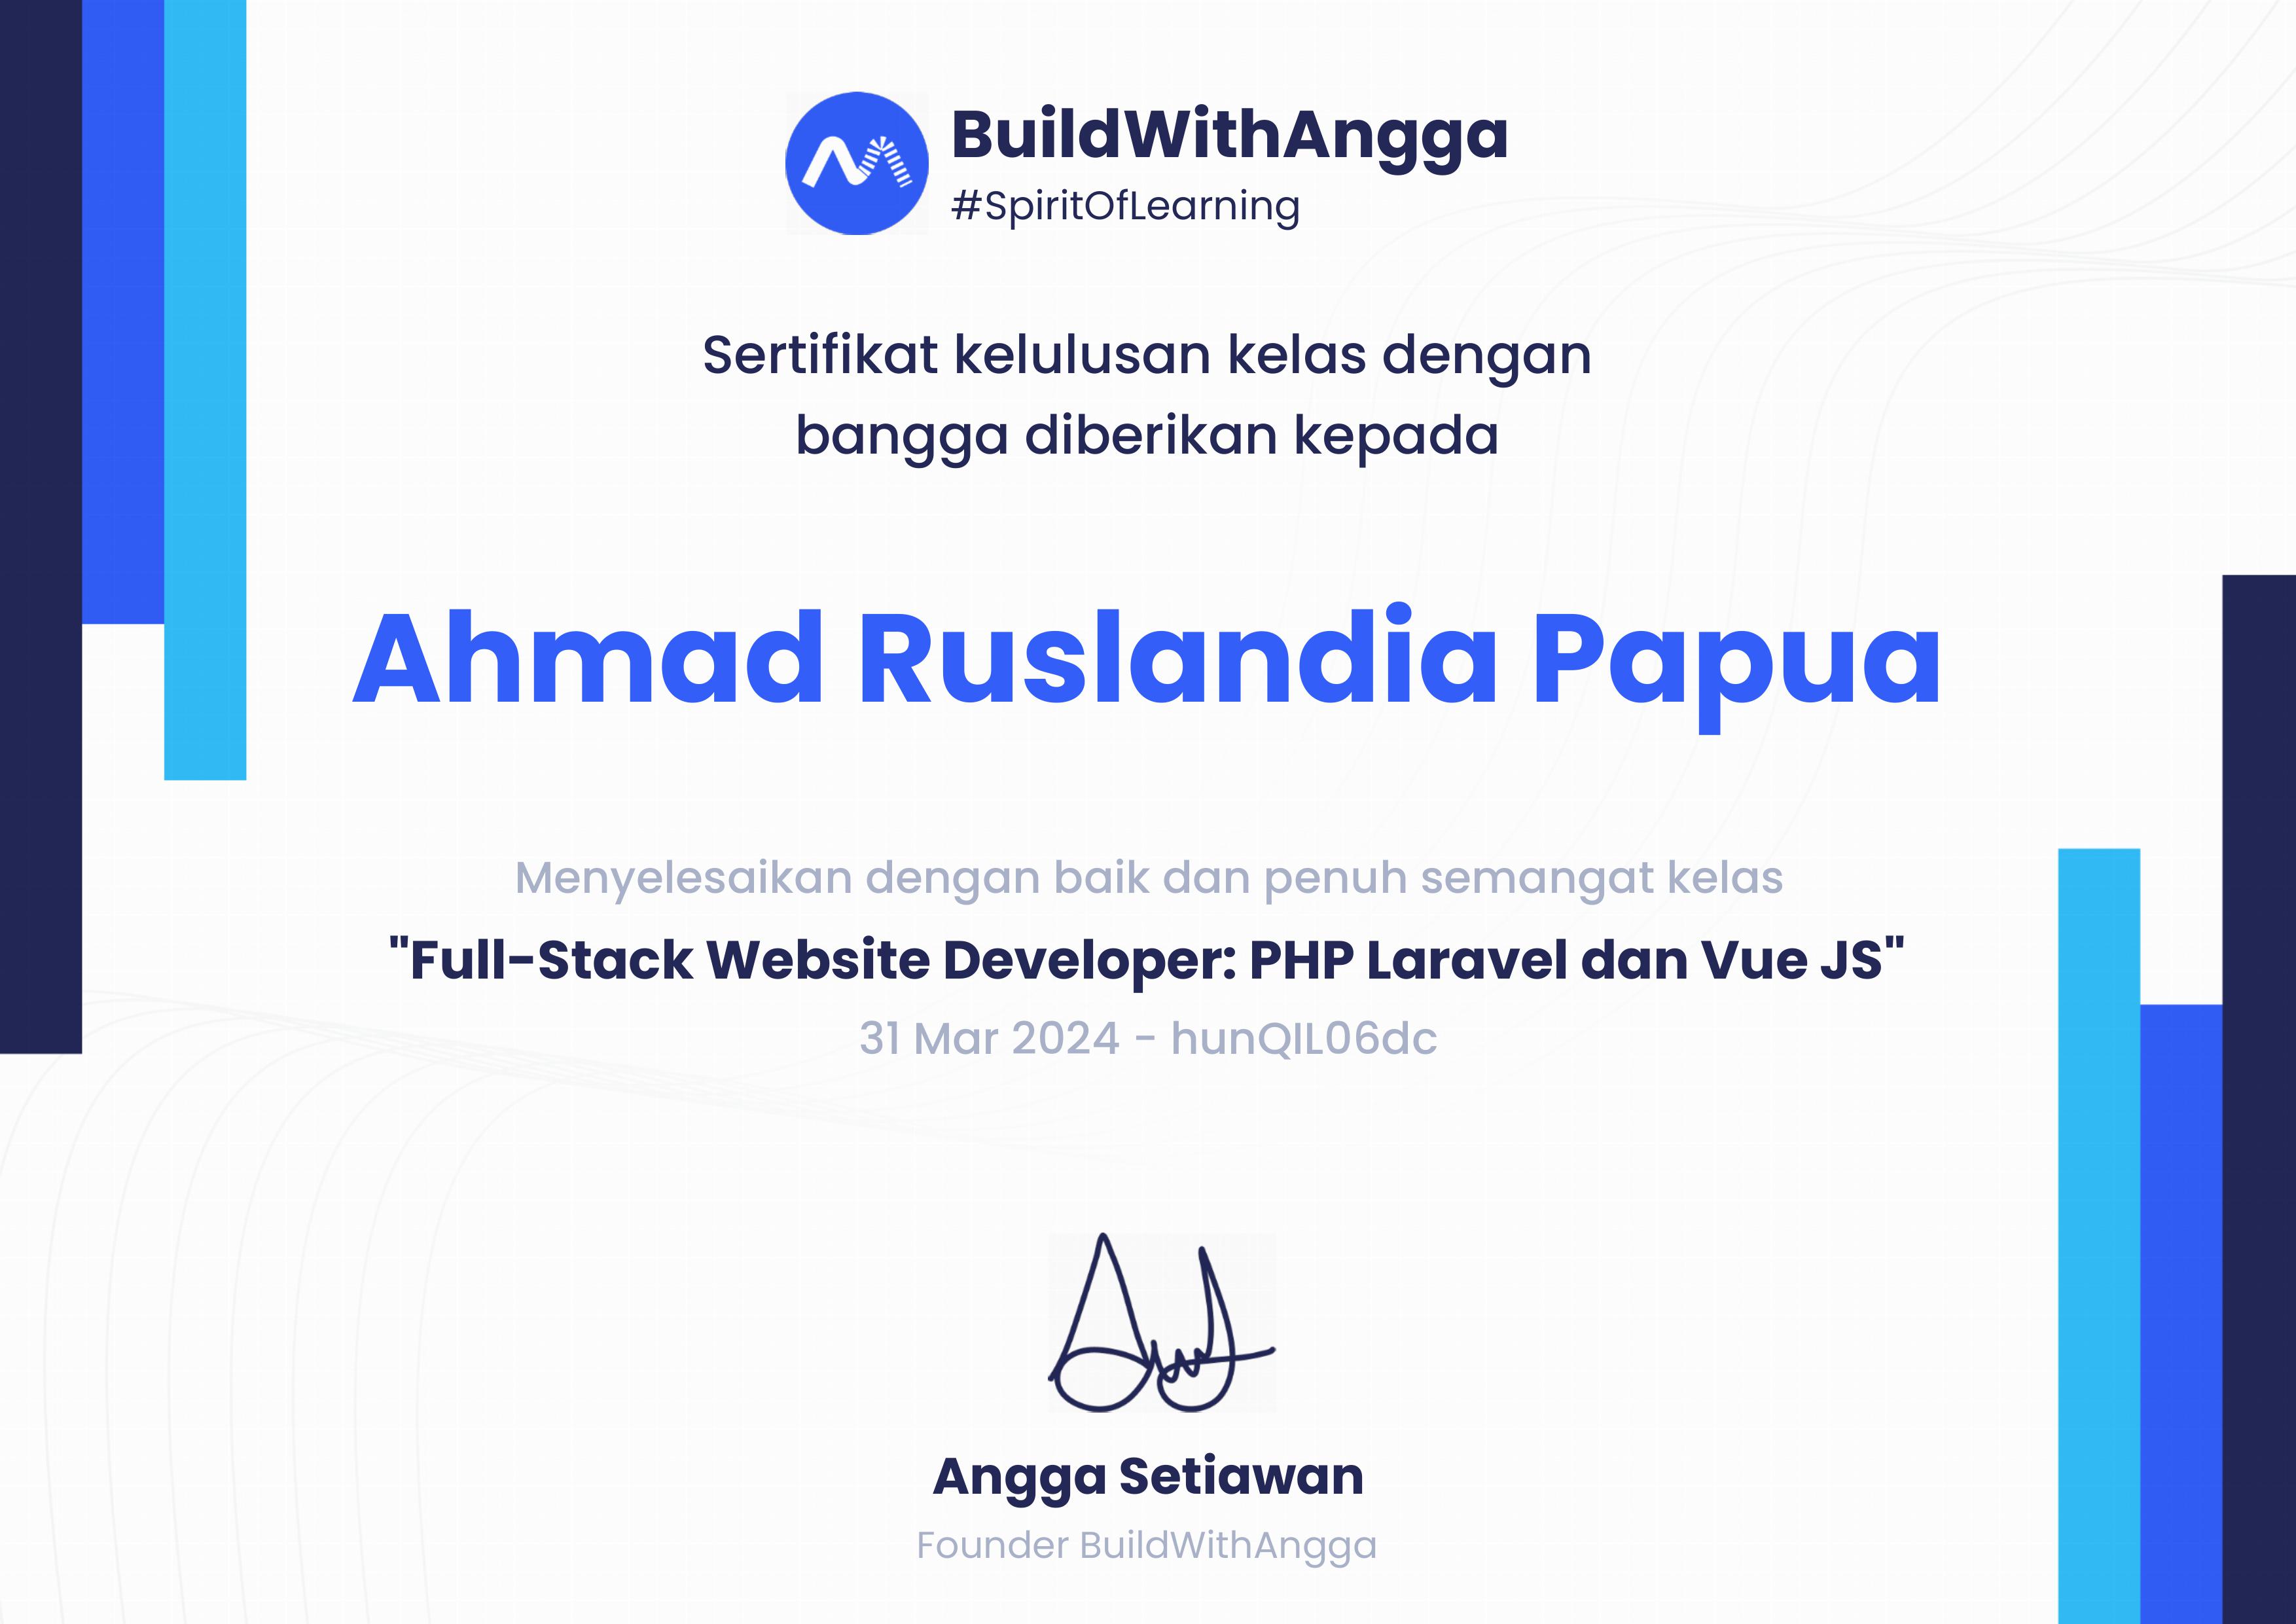 BuildWithAngga
#SpiritOfLearning
Sertifikat kelulusan kelas dengan
bangga diberikan kepada
Ahmad Ruslandia Papua
Menyelesaikan dengan baik dan penuh semangat kelas
"Full-Stack Website Developer: PHP Laravel dan Vue JS"
31 Mar 2024 - hunQIL06dc
Angga Setiawan
Founder BuildWithAngga